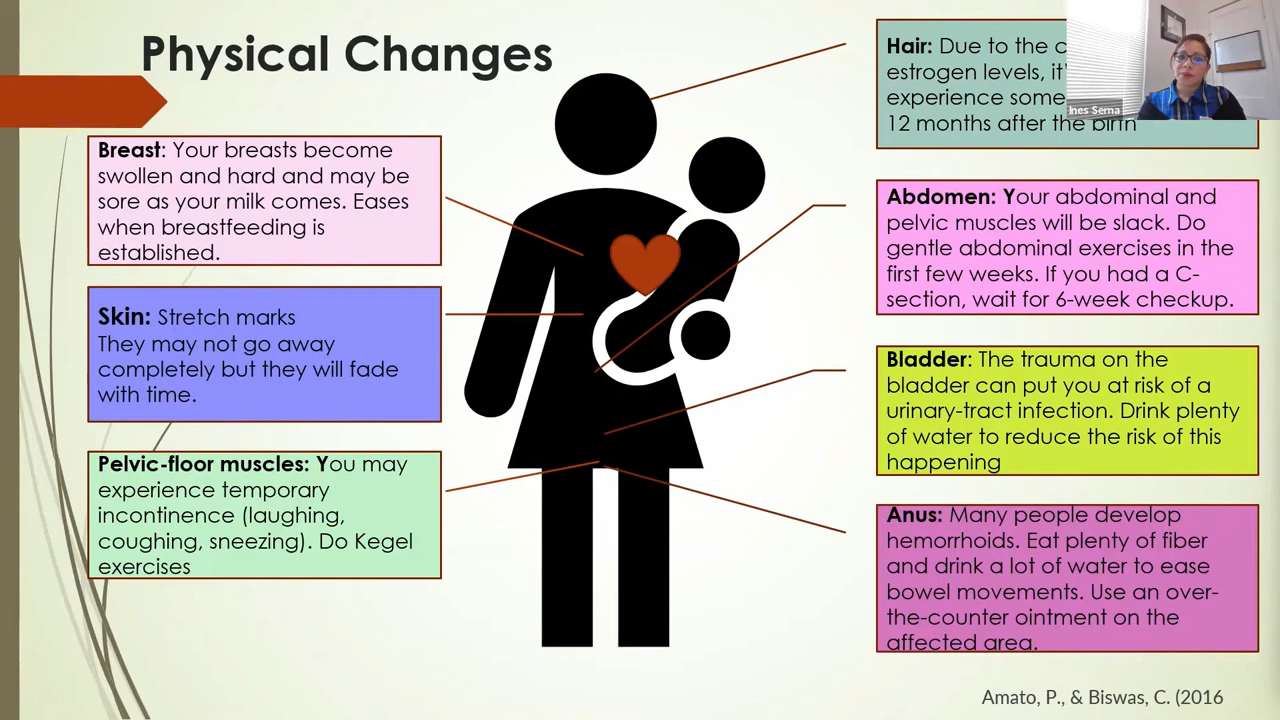 Physical Changes
Breast: Your breasts become
swollen and hard and may be
sore as your milk comes. Eases
when breastfeeding is
established.
Skin: Stretch marks
They may not go away
completely but they will fade
with time.
Pelvic-floor muscles: You may
experience temporary
incontinence (laughing,
coughing, sneezing). Do Kegel
exercises
Hair: Due to the
estrogen levels,
experience some
12 months after the birth
Ines Serna
Abdomen: Your abdominal and
pelvic muscles will be slack. Do
gentle abdominal exercises in the
first few weeks. If you had a C-
section, wait for 6-week checkup.
Bladder: The trauma on the
bladder can put you at risk of a
urinary-tract infection. Drink plenty
of water to reduce the risk of this
happening
Anus: Many people develop
hemorrhoids. Eat plenty of fiber
and drink a lot of water to ease
bowel movements. Use an over-
the-counter ointment on the
affected area.
Amato, P., & Biswas, C. (2016